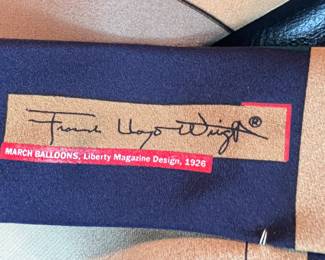 Frank Lloyd Wright®
MARCH BALLOONS, Liberty Magazine Design, 1926